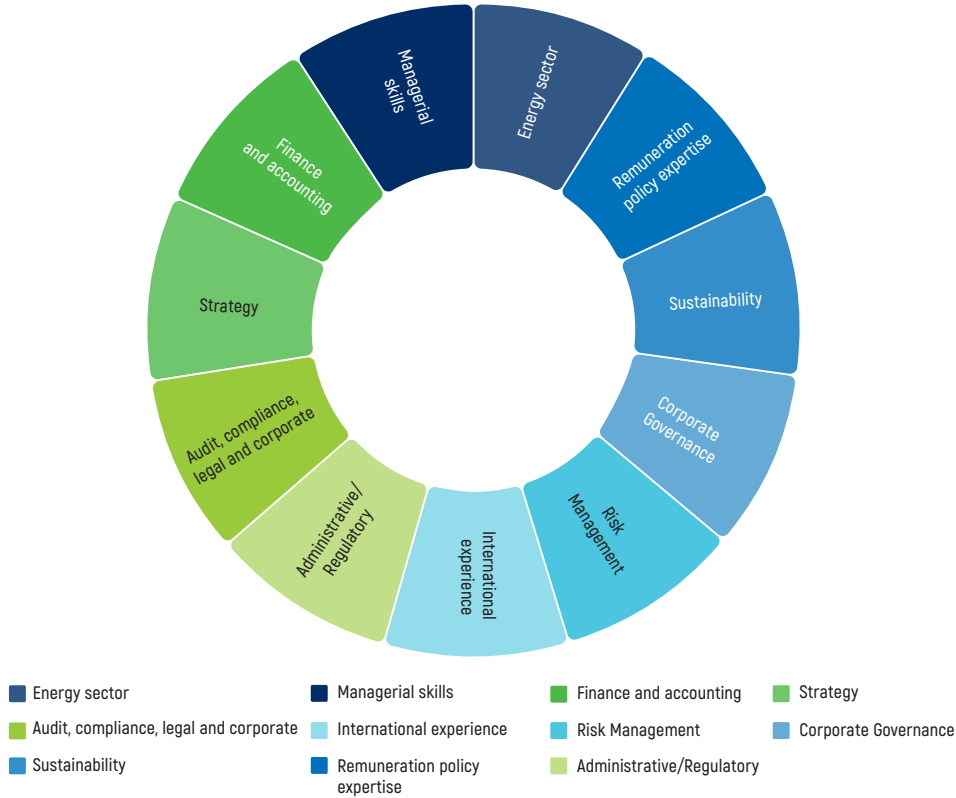 Managerial
skills
Energy sector
Remuneration
policy expertise
Sustainability
Corporate
Governance
Risk
Management
International
experience
Administrative/
Regulatory
Audit, compliance,
legal and corporate
Strategy
Finance
and accounting
Energy sector
Managerial skills
Finance and accounting
Strategy
Audit, compliance, legal and corporate
International experience
Risk Management
Corporate Governance
Sustainability
Remuneration policy
expertise
Administrative/Regulatory